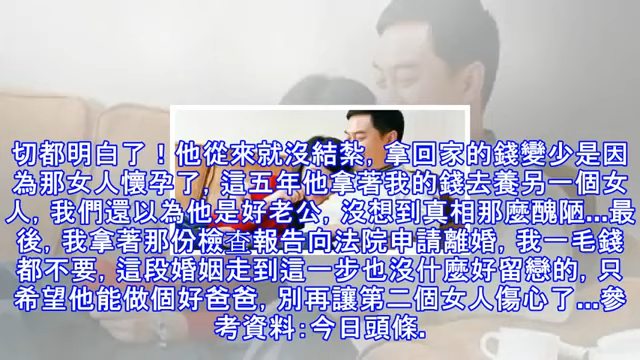 切都明白了！他從來就沒結紮, 拿回家的錢變少是因
為那女人懷孕了, 這五年他拿著我的錢去養另一個女
人, 我們還以為他是好老公, 沒想到真相那麼醜陋...最
後, 我拿著那份檢查報告向法院申請離婚, 我一毛錢
都不要, 這段婚姻走到這一步也沒什麼好留戀的, 只
希望他能做個好爸爸, 別再讓第二個女人傷心了...參
考資料:今日頭條.